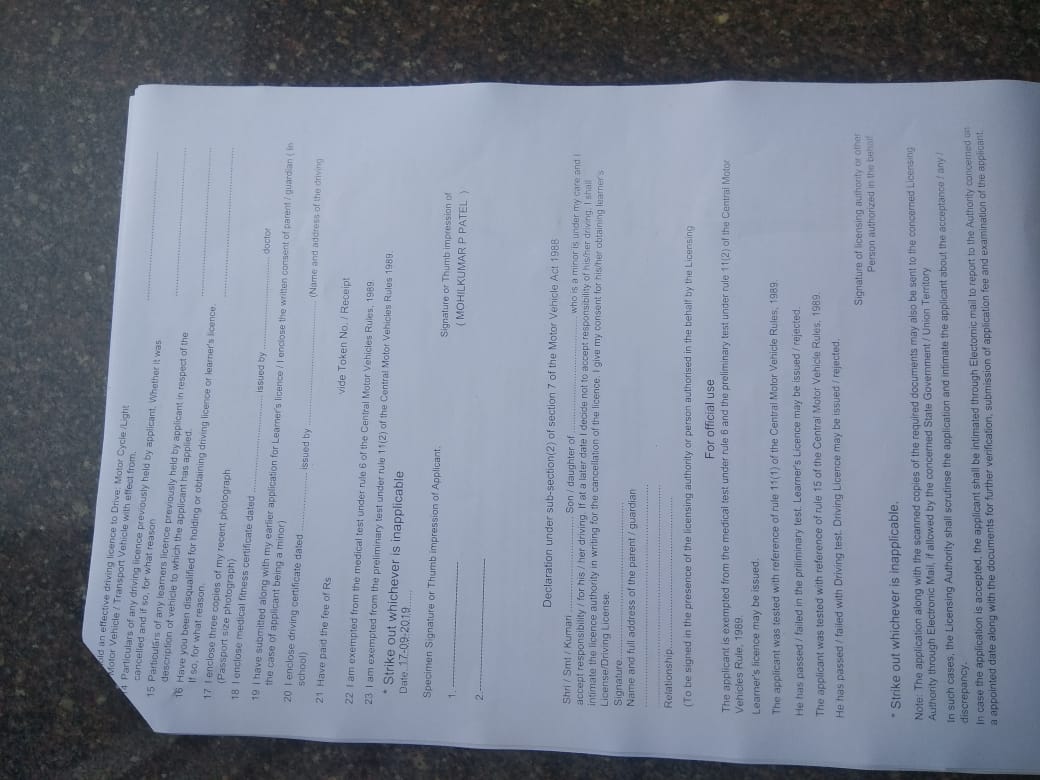 hold an effective driving licence to Drive: Motor Cycle /Light
Motor Vehicle / Transport Vehicle with effect from.
14 Particulars of any driving licence previously held by applicant, Whether it was ............................
cancelled and if so, for what reason
15 Particulars of any learners licence previously held by applicant in respect of the ............................
description of vehicle to which the applicant has applied.
16 Have you been disqualified for holding or obtaining driving licence or learner's licence. ............................
If so, for what reason.
17 I enclose three copies of my recent photograph ............................
(Passport size photograph)
18 I enclose medical fitness certificate dated ............................ issued by ............................ doctor
19 I have submitted along with my earlier application for Learner's licence / I enclose the written consent of parent / guardian ( In
the case of applicant being a minor)
20 I enclose driving certificate dated .................. issued by ............................ (Name and address of the driving
school)
21 Have paid the fee of Rs vide Token No. / Receipt
22 I am exempted from the medical test under rule 6 of the Central Motor Vehicles Rules, 1989.
23 I am exempted from the preliminary test under rule 11(2) of the Central Motor Vehicles Rules 1989.
* Strike out whichever is inapplicable
Date :17-09-2019....
Specimen Signature or Thumb impression of Applicant: Signature or Thumb impression of
( MOHILKUMAR P PATEL )
1.
2.
Declaration under sub-section(2) of section 7 of the Motor Vehicle Act 1988
Shri / Smt / Kumari ............................ Son / daughter of ............................ who is a minor is under my care and I
accept responsibility / for his / her driving. If at a later date I decide not to accept responsibility of his/her driving, I shall
intimate the licence authority in writing for the cancellation of the licence. I give my consent for his/her obtaining learner's
License/Driving License.
Signature............................
Name and full address of the parent / guardian
............................
............................
Relationship............................
(To be signed in the presence of the licensing authority or person authorised in the behalf by the Licensing
For official use
The applicant is exempted from the medical test under rule 6 and the preliminary test under rule 11(2) of the Central Motor
Vehicles Rule, 1989.
Learner's licence may be issued.
The applicant was tested with reference of rule 11(1) of the Central Motor Vehicle Rules, 1989
He has passed / failed in the priliminary test. Learner's Licence may be issued / rejected.
The applicant was tested with reference of rule 15 of the Central Motor Vehicle Rules, 1989.
He has passed / failed with Driving test. Driving Licence may be issued / rejected.
Signature of licensing authority or other
Person authorized in the behalf
* Strike out whichever is inapplicable.
Note: The application along with the scanned copies of the required documents may also be sent to the concerned Licensing
Authority through Electronic Mail, if allowed by the concerned State Government / Union Territory
In such cases, the Licensing Authority shall scrutinse the application and intimate the applicant about the acceptance / any /
discrepancy.
In case the application is accepted, the applicant shall be intimated through Electornic mail to report to the Authority concerned on
a appointed date along with the documents for further verification, submission of application fee and examination of the applicant.